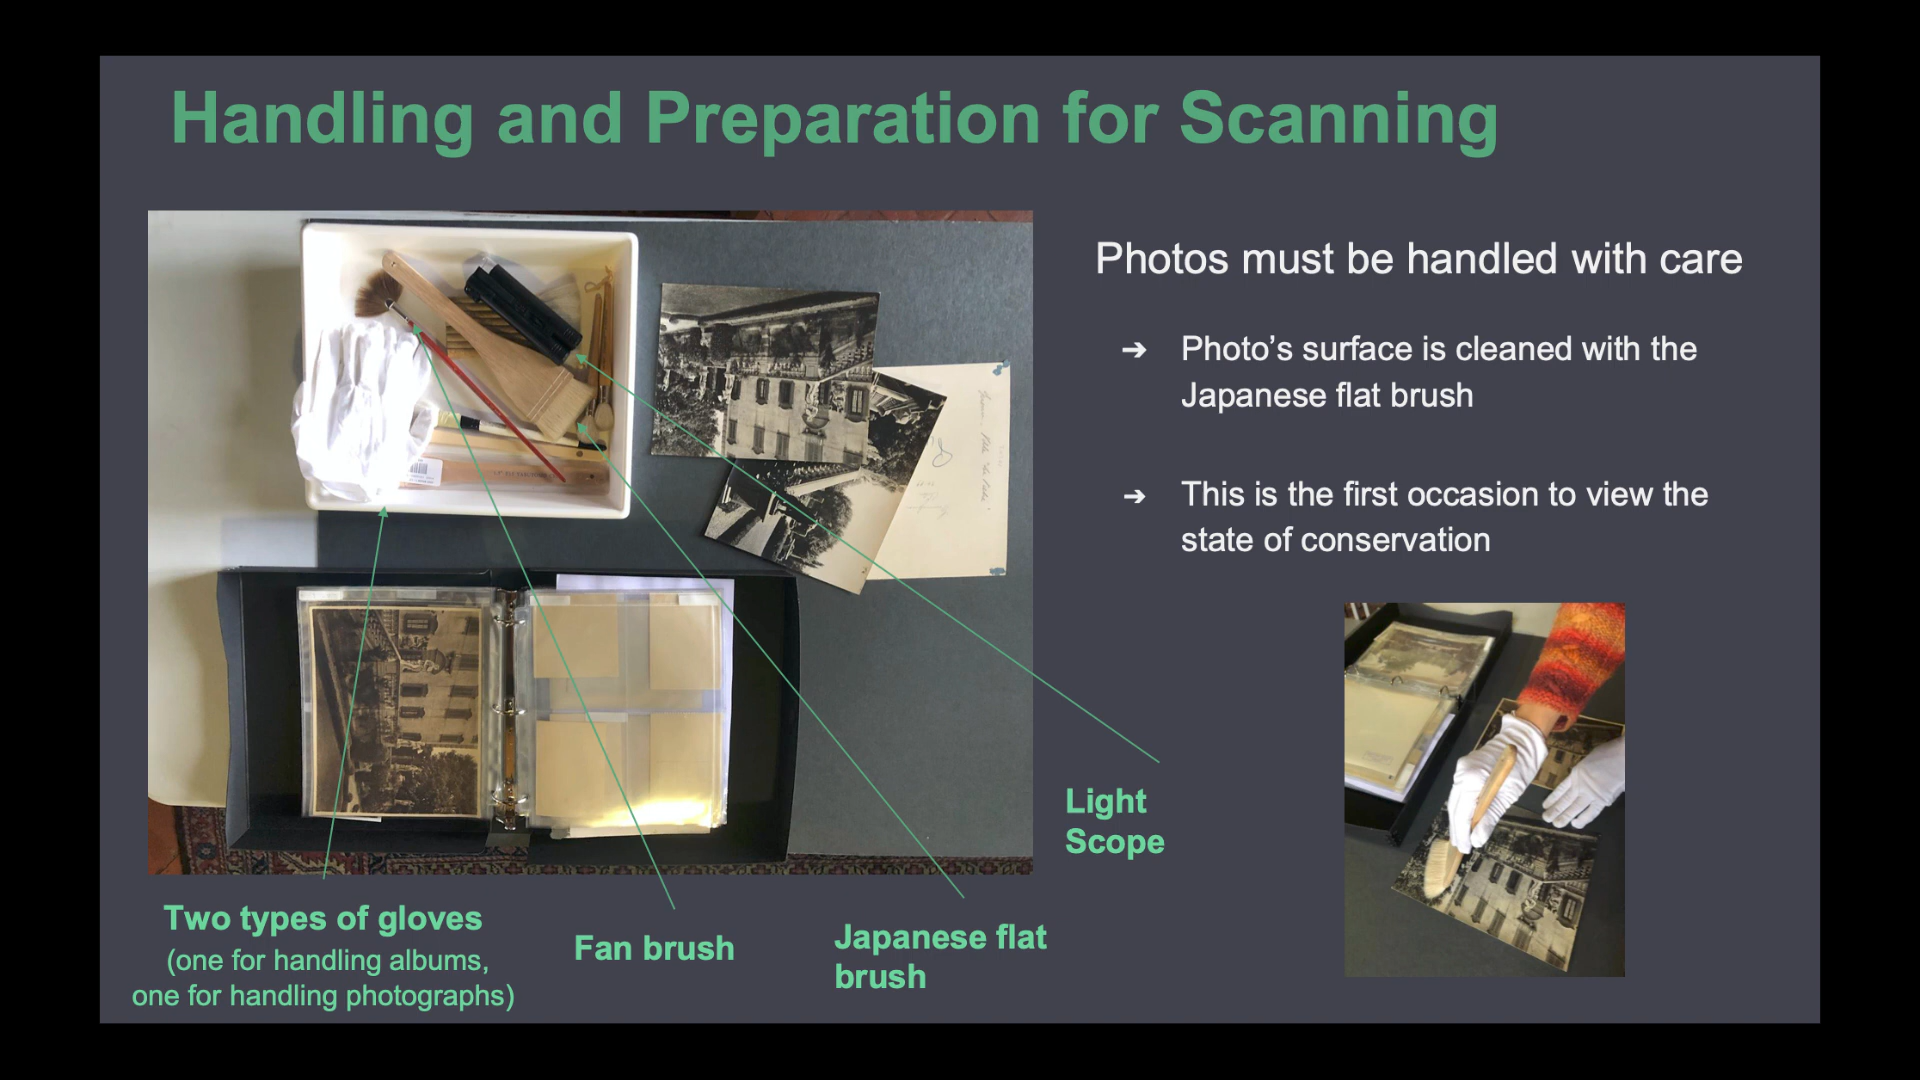 Handling and Preparation for Scanning
Photos must be handled with care
➔ Photo’s surface is cleaned with the
Japanese flat brush
➔ This is the first occasion to view the
state of conservation
Light
Scope
Two types of gloves
(one for handling albums,
one for handling photographs)
Fan brush
Japanese flat
brush